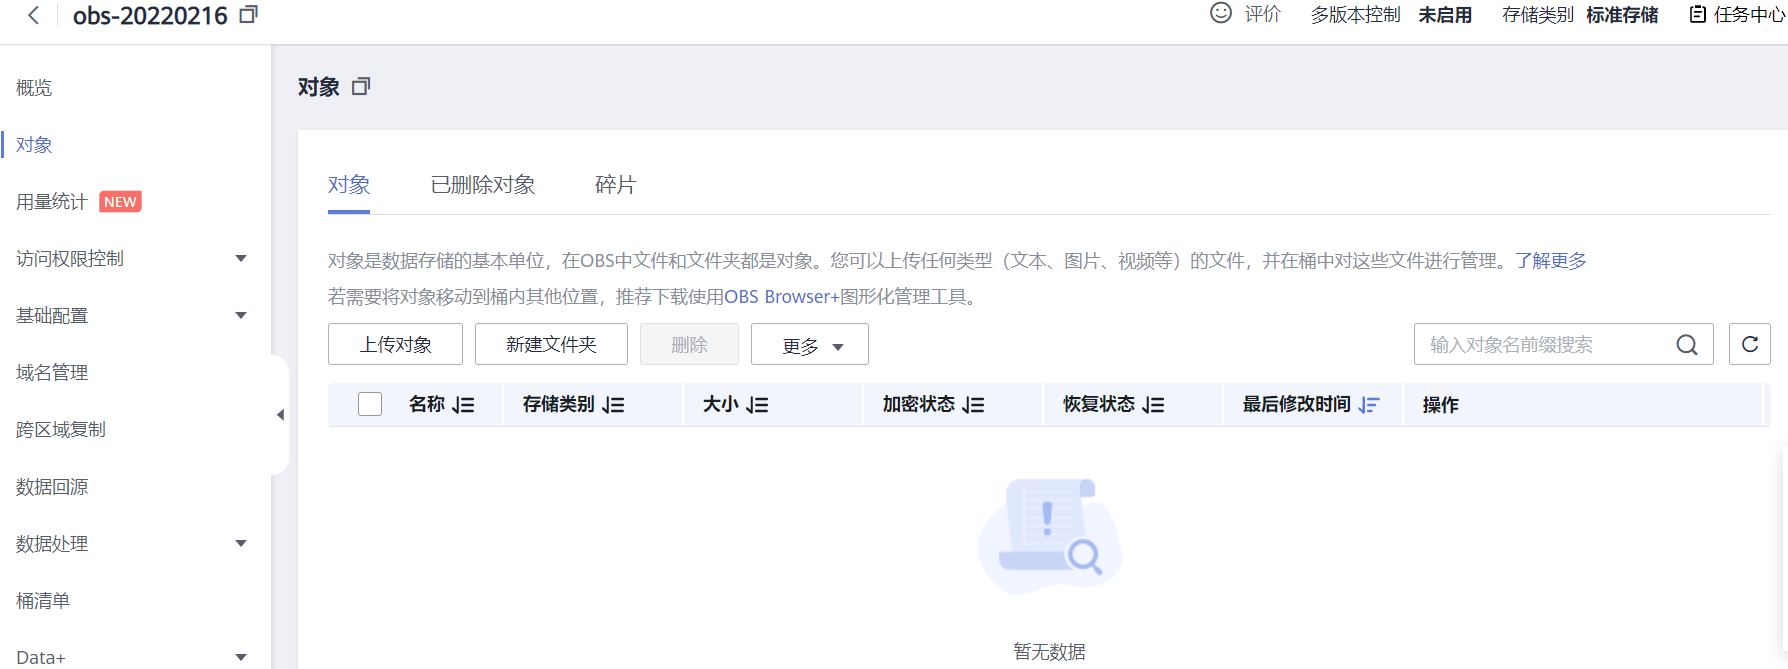 obs-20220216
评价 多版本控制 未启用 存储类别 标准存储 任务中心
概览
对象
用量统计 NEW
访问权限控制
基础配置
域名管理
跨区域复制
数据回源
数据处理
桶清单
Data+
对象
对象 已删除对象 碎片
对象是数据存储的基本单位，在OBS中文件和文件夹都是对象。您可以上传任何类型（文本、图片、视频等）的文件，并在桶中对这些文件进行管理。了解更多
若需要将对象移动到桶内其他位置，推荐下载使用OBS Browser+图形化管理工具。
上传对象 新建文件夹 删除 更多 输入对象名前缀搜索
名称 存储类别 大小 加密状态 恢复状态 最后修改时间 操作
暂无数据